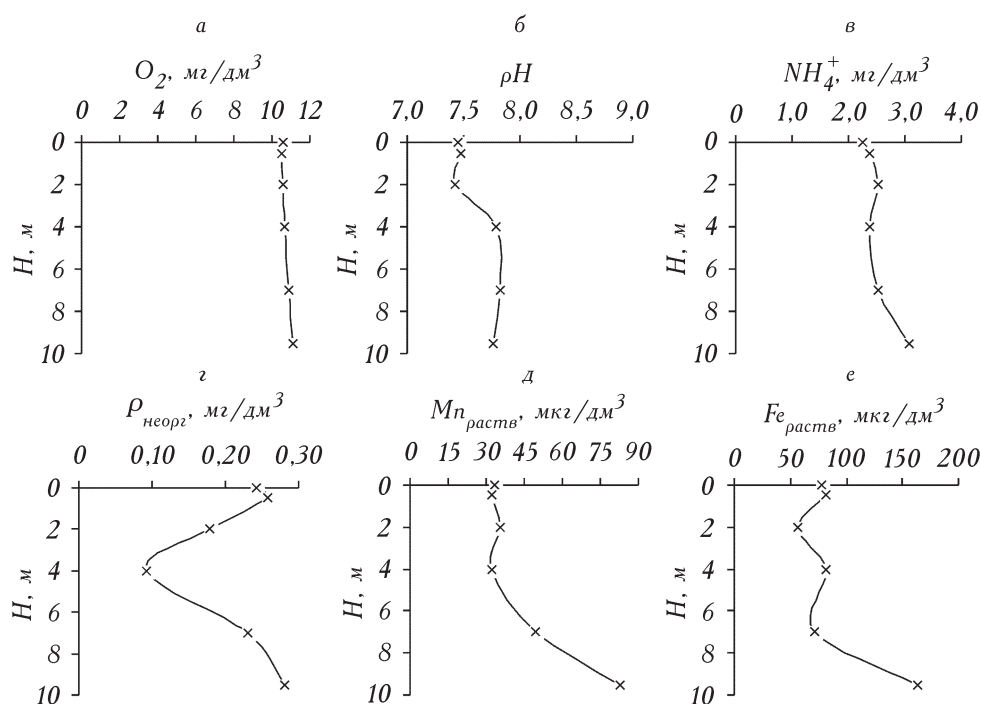 а
O₂, мг/дм³
0 2 4 6 8 10 12
0
2
4
6
8
10
H, м
б
pH
7,0 7,5 8,0 8,5 9,0
0
2
4
6
8
10
H, м
в
NH₄⁺, мг/дм³
0 1,0 2,0 3,0 4,0
0
2
4
6
8
10
H, м
г
Pнеорг, мг/дм³
0 0,10 0,20 0,30
0
2
4
6
8
10
H, м
д
Mnраств, мкг/дм³
0 15 30 45 60 75 90
0
2
4
6
8
10
H, м
е
Feраств, мкг/дм³
0 50 100 150 200
0
2
4
6
8
10
H, м